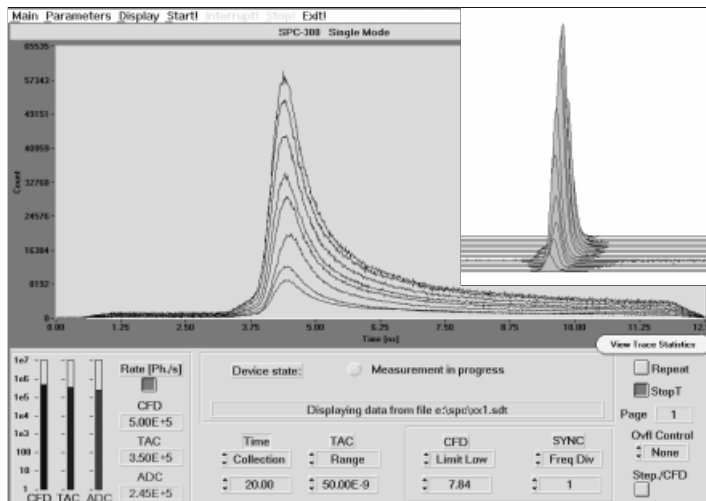 Main Parameters Display Start! Interrupt! Stop! Exit!
SPC-300 Single Mode
65535
57343
49151
40959
32768
24576
16384
8192
0
Count
0.00 1.25 2.50 3.75 5.00 6.25 7.50 8.75 10.00 11.25 12.5
Time [ns]
View Trace Statistics
1e7
1e6
1e5
1e4
1e3
100
10
1
CFD TAC ADC
Rate [Ph./s]
CFD
5.00E+5
TAC
3.50E+5
ADC
2.45E+5
Device state:
Measurement in progress
Displaying data from file e:\spc\xx1.sdt
Time
Collection
20.00
TAC
Range
50.00E-9
CFD
Limit Low
7.84
SYNC
Freq Div
1
Repeat
StopT
Page 1
Ovfl Control
None
Step./CFD